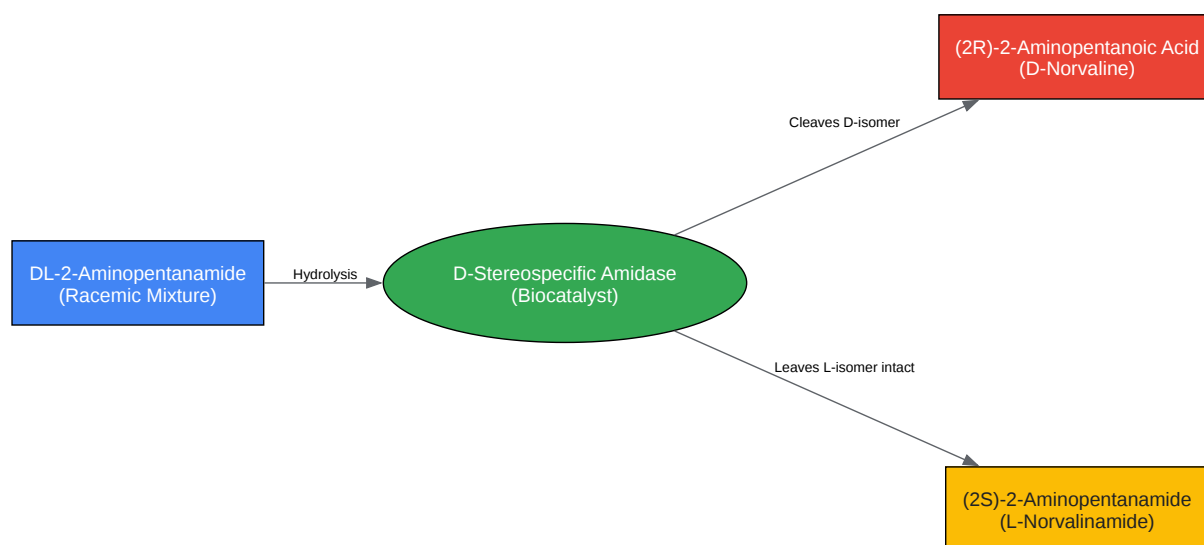 (2R)-2-Aminopentanoic Acid
(D-Norvaline)
Cleaves D-isomer
DL-2-Aminopentanamide
(Racemic Mixture)
Hydrolysis
D-Stereospecific Amidase
(Biocatalyst)
Leaves L-isomer intact
(2S)-2-Aminopentanamide
(L-Norvalinamide)